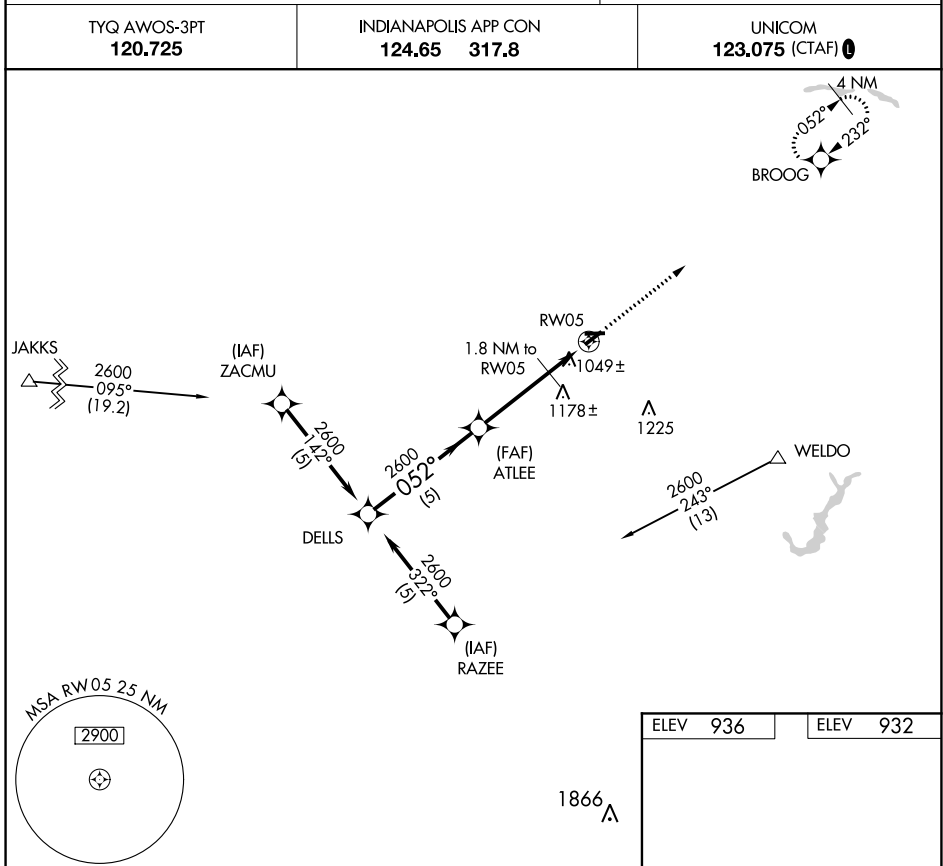 TYQ AWOS-3PT
120.725
INDIANAPOLIS APP CON
124.65 317.8
UNICOM
123.075 (CTAF) L
4 NM
052°
232°
BROOG
RW05
1.8 NM to
RW05
1049±
1178±
1225
JAKKS
2600
095°
(19.2)
(IAF)
ZACMU
2600
142°
(5)
2600
052°
(5)
(FAF)
ATLEE
WELDO
2600
243°
(13)
DELLS
2600
322°
(5)
(IAF)
RAZEE
MSA RW05 25 NM
2900
1866
ELEV 936
ELEV 932